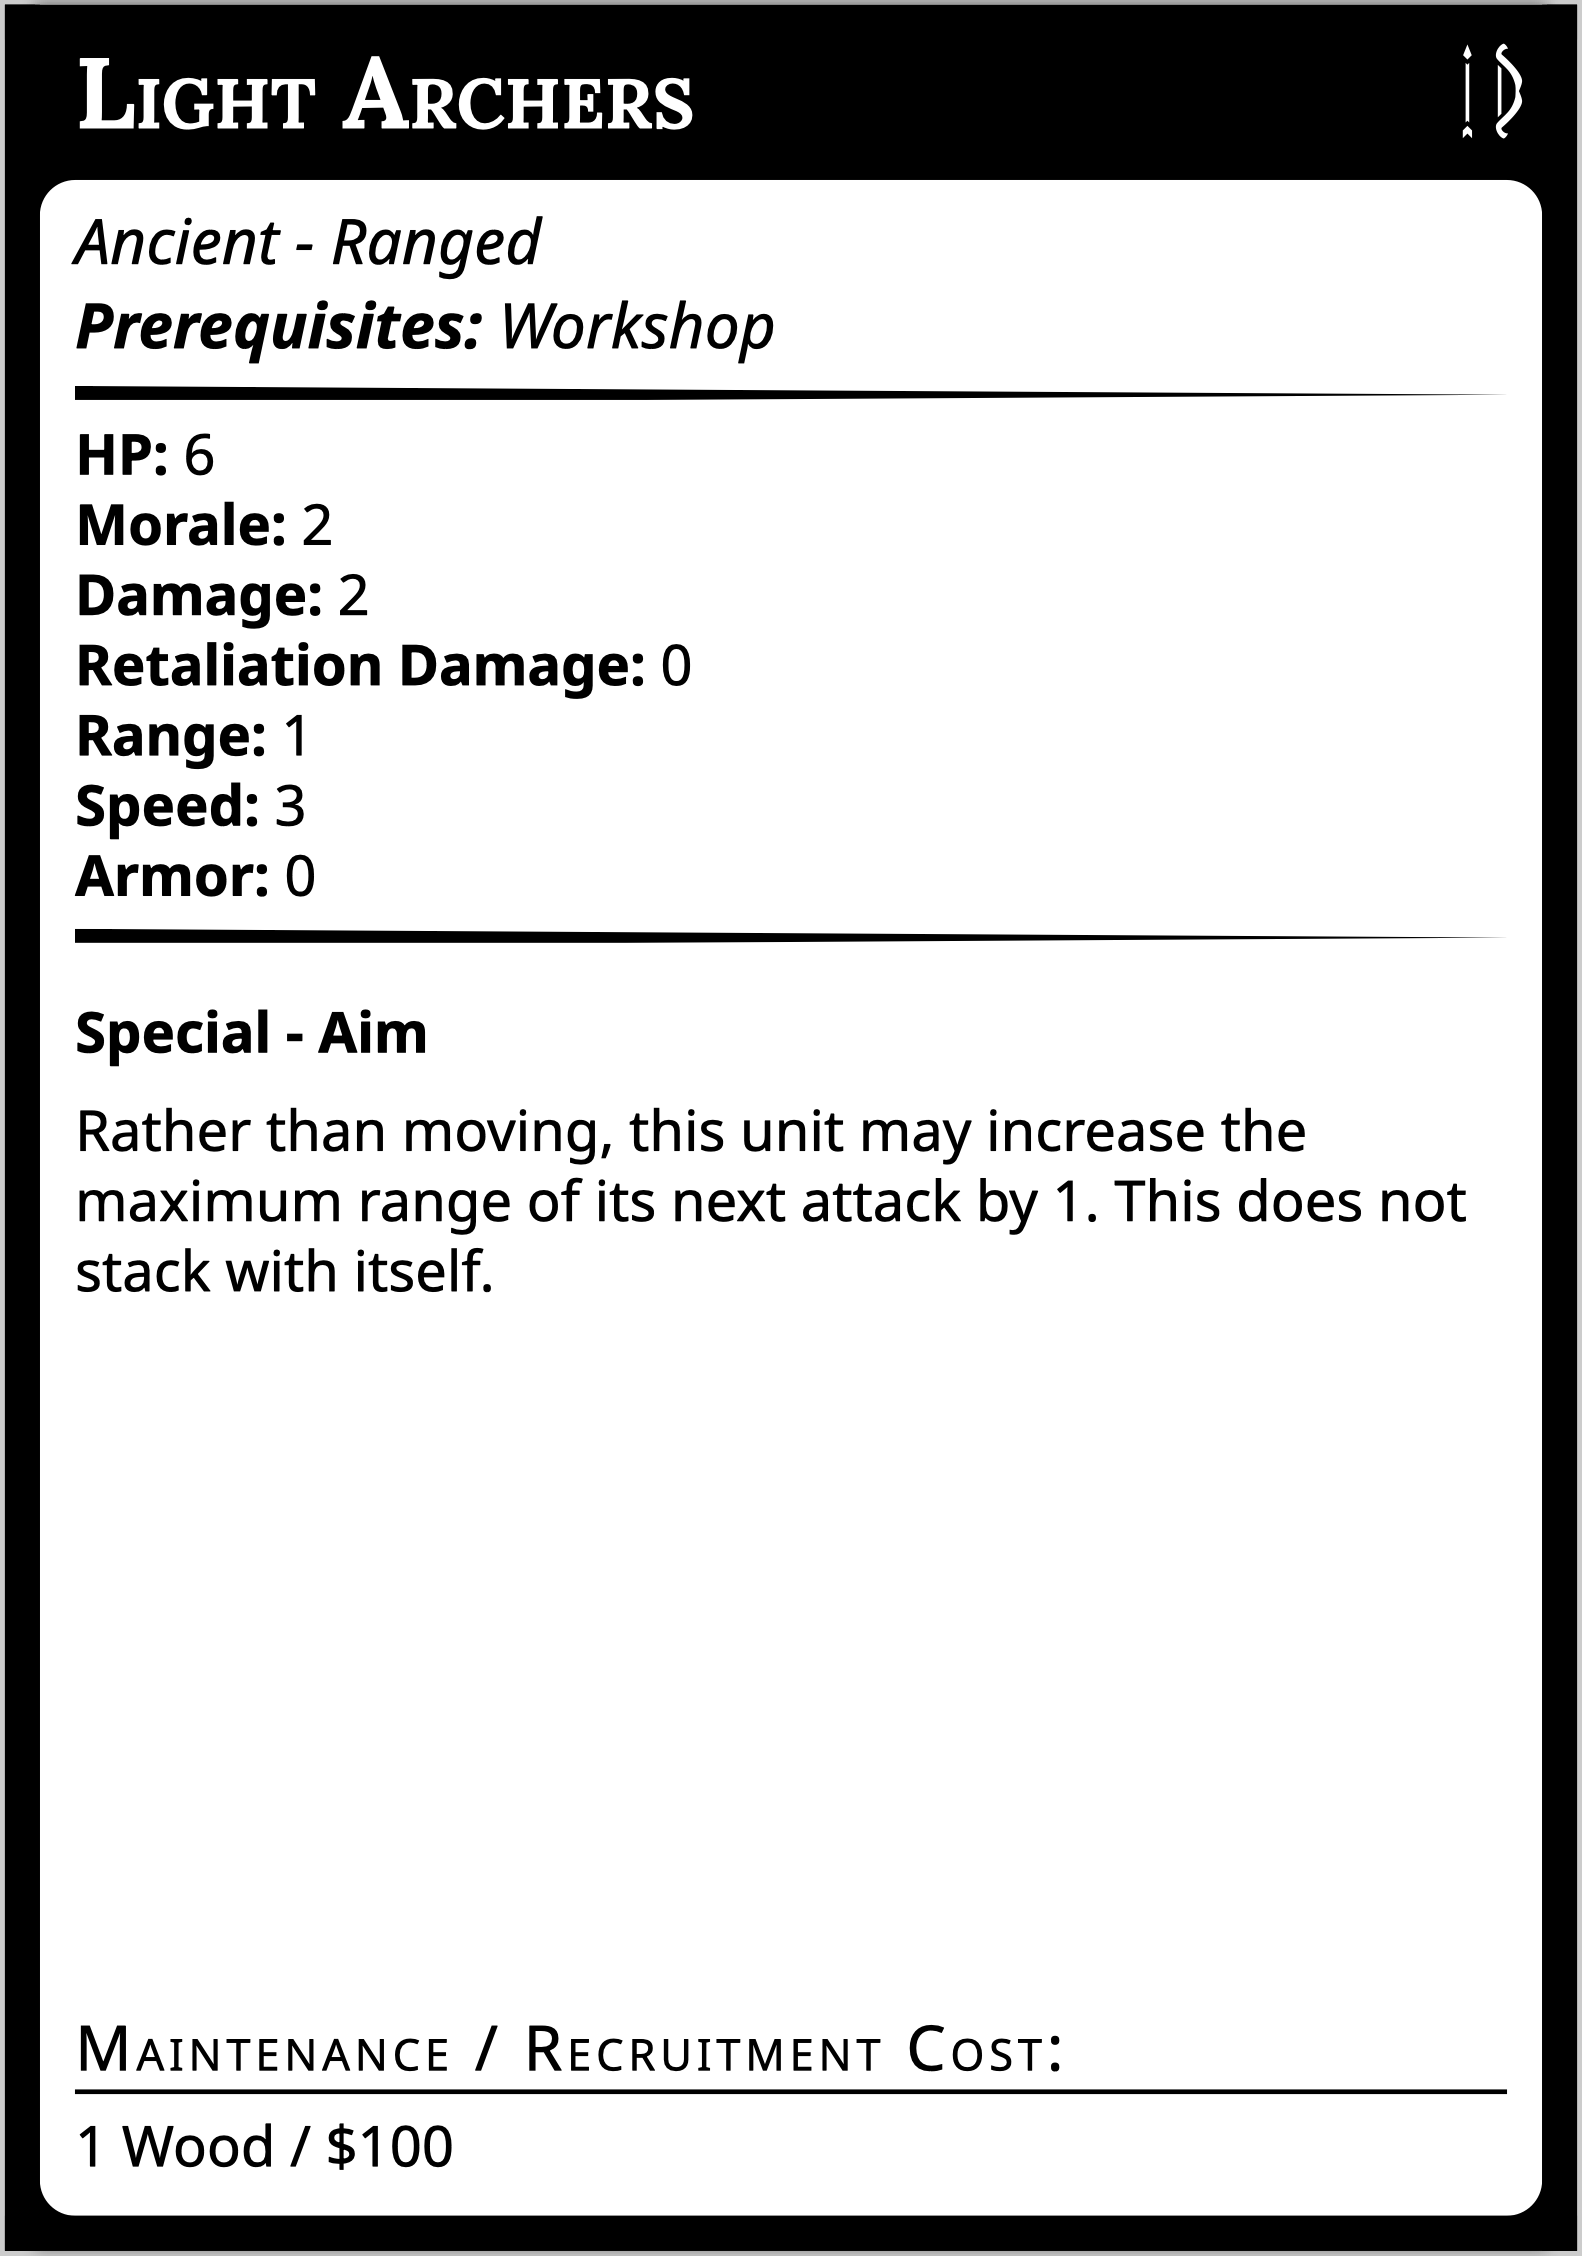 Light Archers
Ancient - Ranged
Prerequisites: Workshop
HP: 6
Morale: 2
Damage: 2
Retaliation Damage: 0
Range: 1
Speed: 3
Armor: 0
Special - Aim
Rather than moving, this unit may increase the
maximum range of its next attack by 1. This does not
stack with itself.
Maintenance / Recruitment Cost:
1 Wood / $100